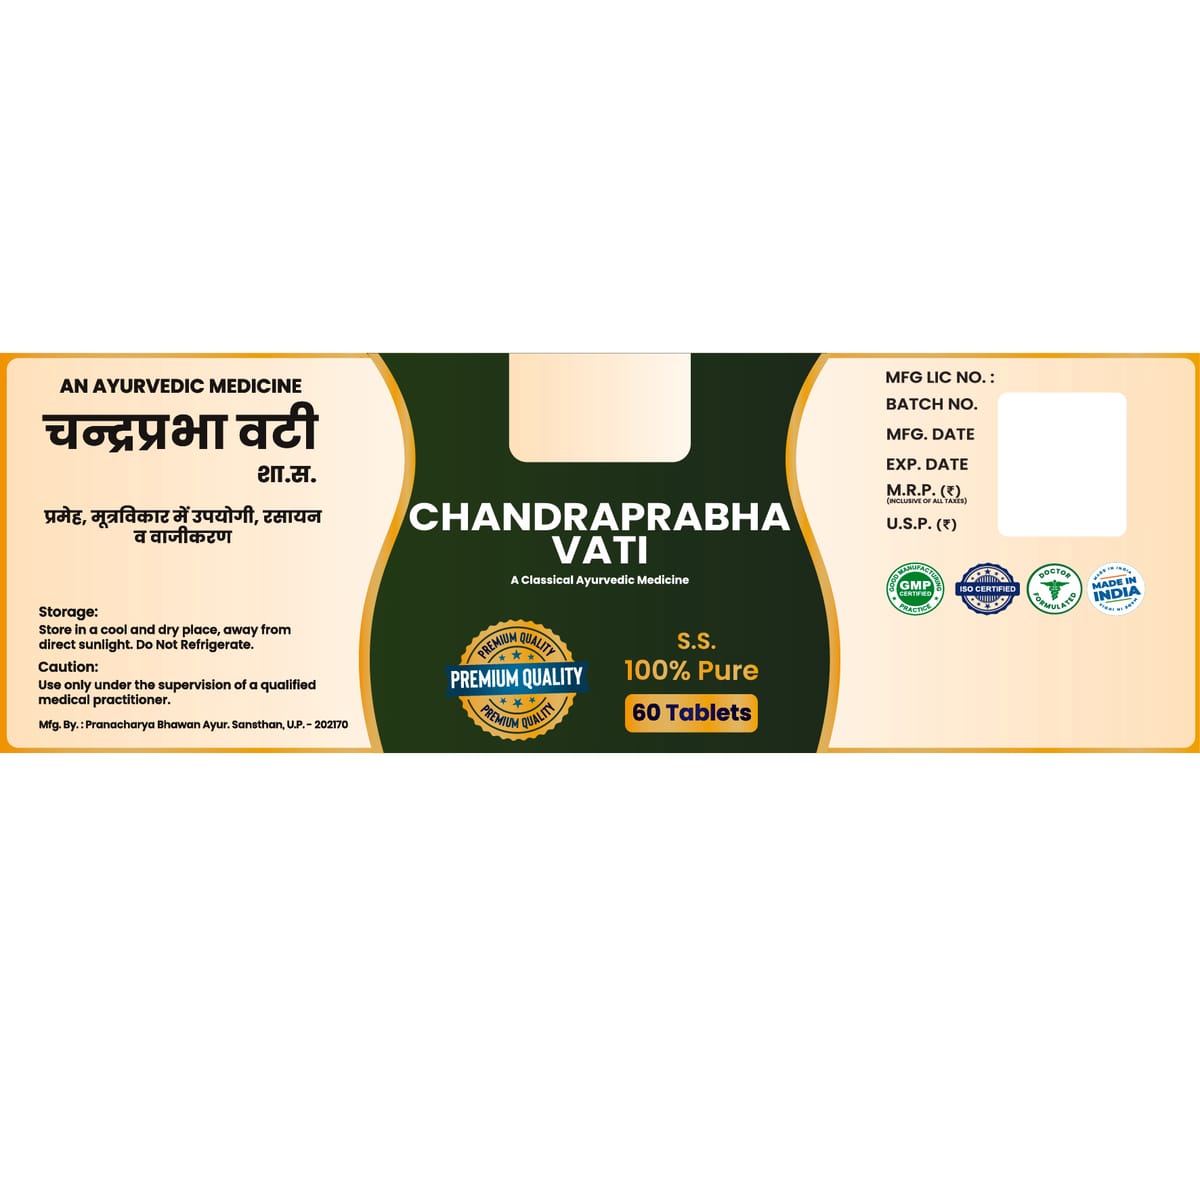 AN AYURVEDIC MEDICINE
चन्द्रप्रभा वटी
शा.स.
प्रमेह, मूत्रविकार में उपयोगी, रसायन
व वाजीकरण
Storage:
Store in a cool and dry place, away from
direct sunlight. Do Not Refrigerate.
Caution:
Use only under the supervision of a qualified
medical practitioner.
Mfg. By. : Pranacharya Bhawan Ayur. Sansthan, U.P. - 202170
CHANDRAPRABHA
VATI
A Classical Ayurvedic Medicine
PREMIUM QUALITY
PREMIUM QUALITY
PREMIUM QUALITY
S.S.
100% Pure
60 Tablets
MFG LIC NO. :
BATCH NO.
MFG. DATE
EXP. DATE
M.R.P. (₹)
(INCLUSIVE OF ALL TAXES)
U.S.P. (₹)
GOOD MANUFACTURING
GMP
CERTIFIED
PRACTICE
ISO CERTIFIED
DOCTOR
FORMULATED
MADE IN INDIA
MADE IN
INDIA